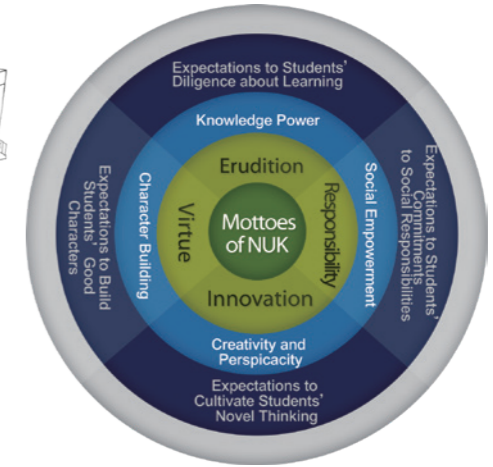 Expectations to Students'
Diligence about Learning
Knowledge Power
Erudition
Expectations to Build
Students' Good
Characters
Character Building
Virtue
Mottoes
of NUK
Responsibility
Social Empowerment
Expectations to Students'
Commitments
to Social Responsibilities
Innovation
Creativity and
Perspicacity
Expectations to
Cultivate Students'
Novel Thinking